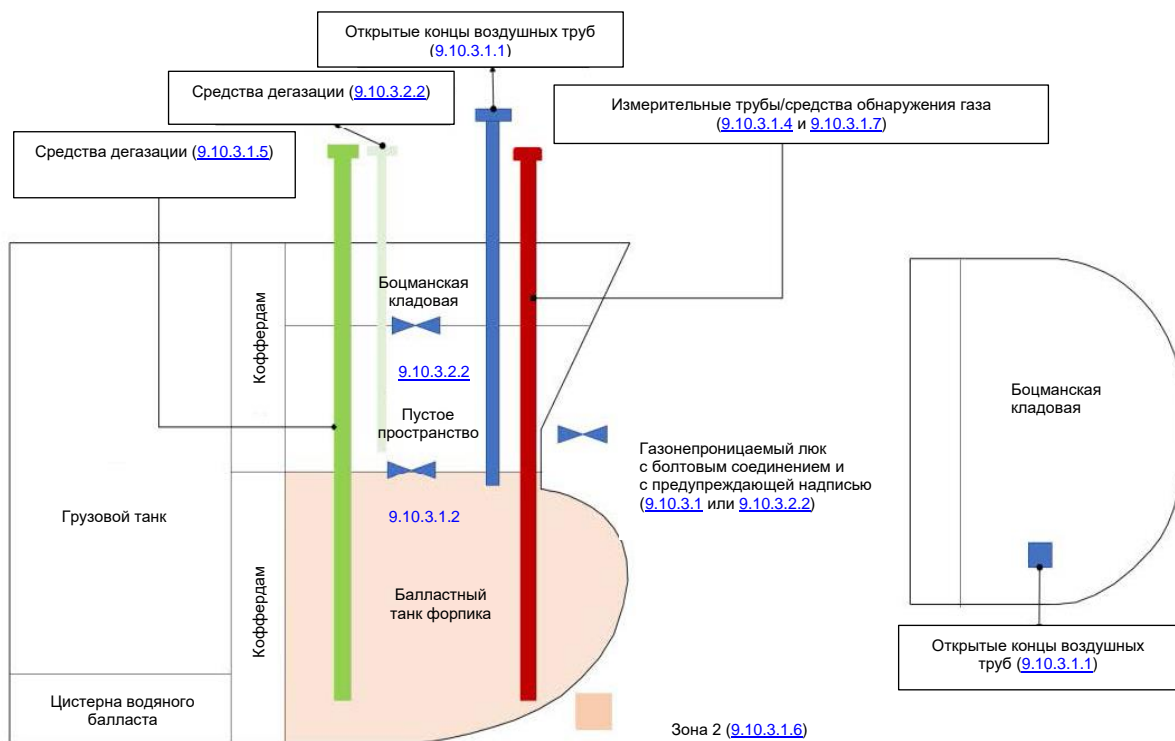 Открытые концы воздушных труб
(9.10.3.1.1)
Средства дегазации (9.10.3.2.2)
Измерительные трубы/средства обнаружения газа
(9.10.3.1.4 и 9.10.3.1.7)
Средства дегазации (9.10.3.1.5)
Боцманская
кладовая
Коффердам
9.10.3.2.2
Пустое
пространство
Газонепроницаемый люк
с болтовым соединением и
с предупреждающей надписью
(9.10.3.1 или 9.10.3.2.2)
Боцманская
кладовая
Грузовой танк
9.10.3.1.2
Коффердам
Балластный
танк форпика
Открытые концы воздушных
труб (9.10.3.1.1)
Цистерна водяного
балласта
Зона 2 (9.10.3.1.6)